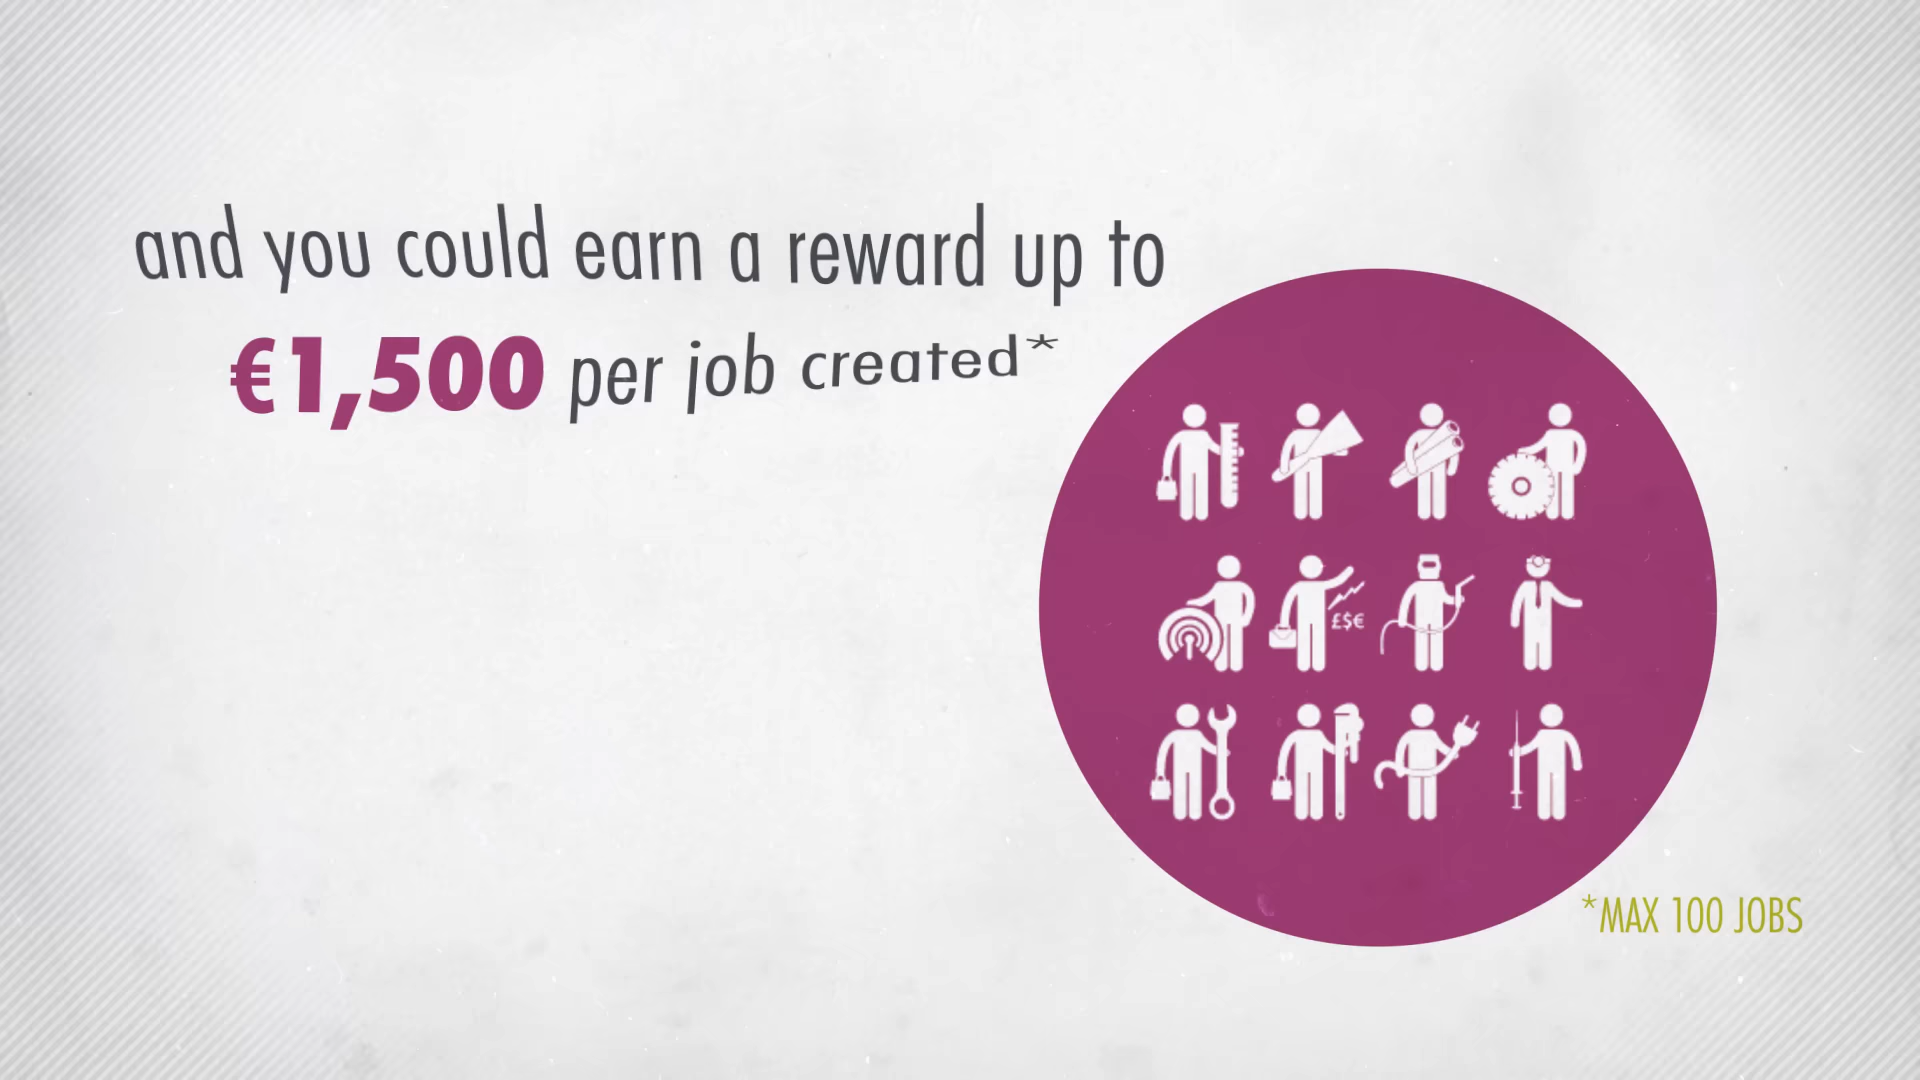 and you could earn a reward up to
€1,500 per job created*
£$€
*MAX 100 JOBS